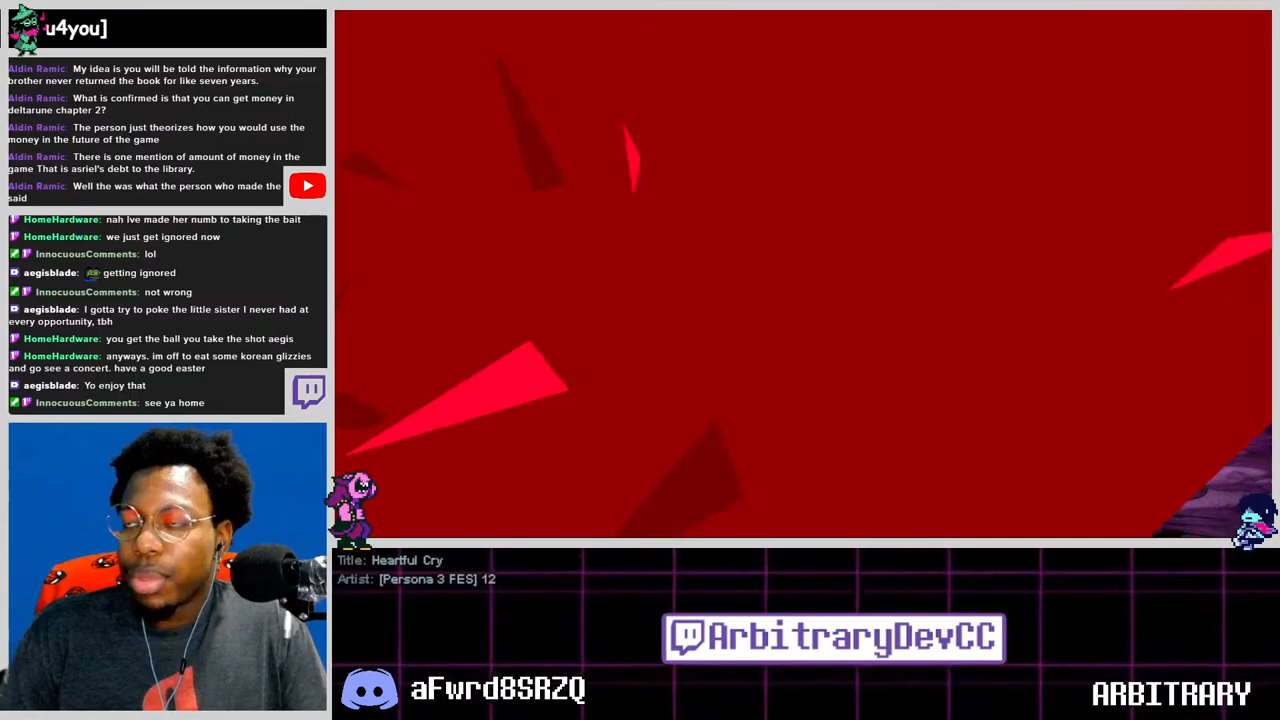 u4you]
Aldin Ramic: My idea is you will be told the information why your
brother never returned the book for like seven years.
Aldin Ramic: What is confirmed is that you can get money in
deltarune chapter 2?
Aldin Ramic: The person just theorizes how you would use the
money in the future of the game
Aldin Ramic: There is one mention of amount of money in the
game That is asriel's debt to the library.
Aldin Ramic: Well the was what the person who made the
said
HomeHardware: nah Ive made her numb to taking the bait
HomeHardware: we just get ignored now
InnocuousComments: lol
aegisblade: getting ignored
InnocuousComments: not wrong
aegisblade: I gotta try to poke the little sister I never had at
every opportunity, tbh
HomeHardware: you get the ball you take the shot aegis
HomeHardware: anyways. im off to eat some korean glizzies
and go see a concert. have a good easter
aegisblade: Yo enjoy that
InnocuousComments: see ya home
Title: Heartful Cry
Artist: [Persona 3 FES] 12
ArbitraryDevCC
aFwrd8SRZQ
ARBITRARY